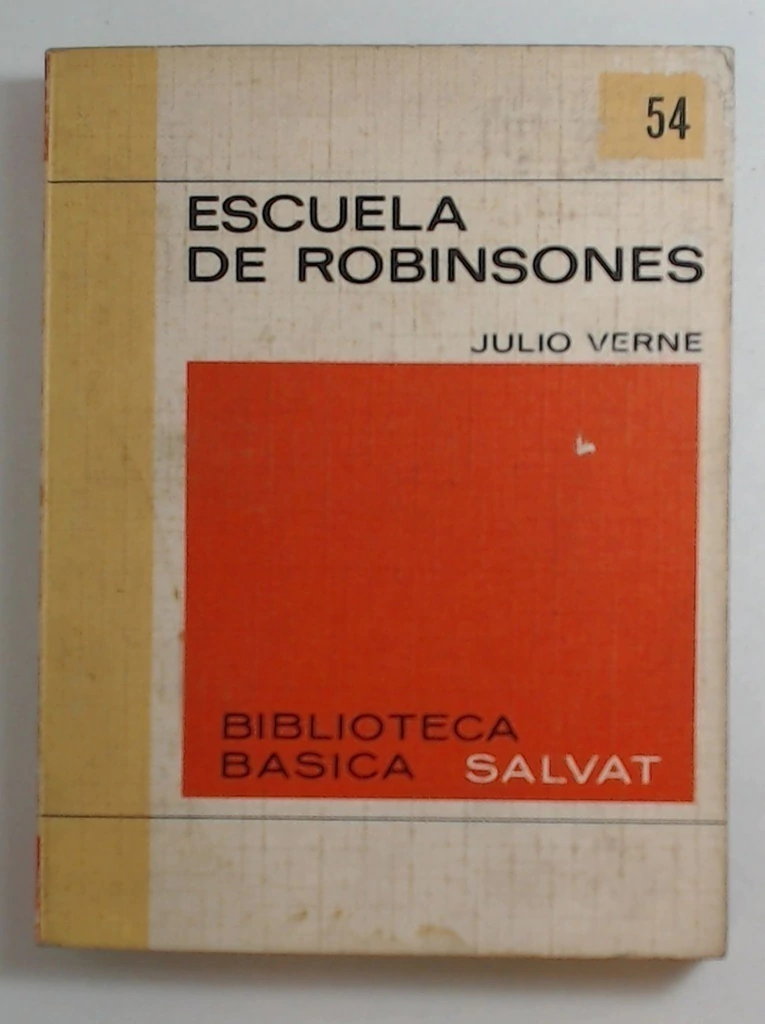 54
ESCUELA
DE ROBINSONES
JULIO VERNE
BIBLIOTECA
BASICA SALVAT